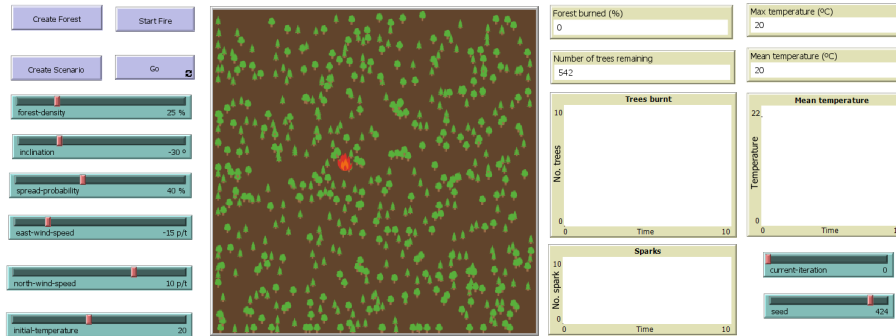 Create Forest
Start Fire
Create Scenario
Go
forest-density 25 %
inclination -30 º
spread-probability 40 %
east-wind-speed -15 p/t
north-wind-speed 10 p/t
initial-temperature 20
Forest burned (%)
0
Number of trees remaining
542
Max temperature (ºC)
20
Mean temperature (ºC)
20
Trees burnt
10
No. trees
0
0 Time 10
Mean temperature
22
Temperature
0
0 Time 1
Sparks
10
No. spark
0
0 Time 10
current-iteration 0
seed 424